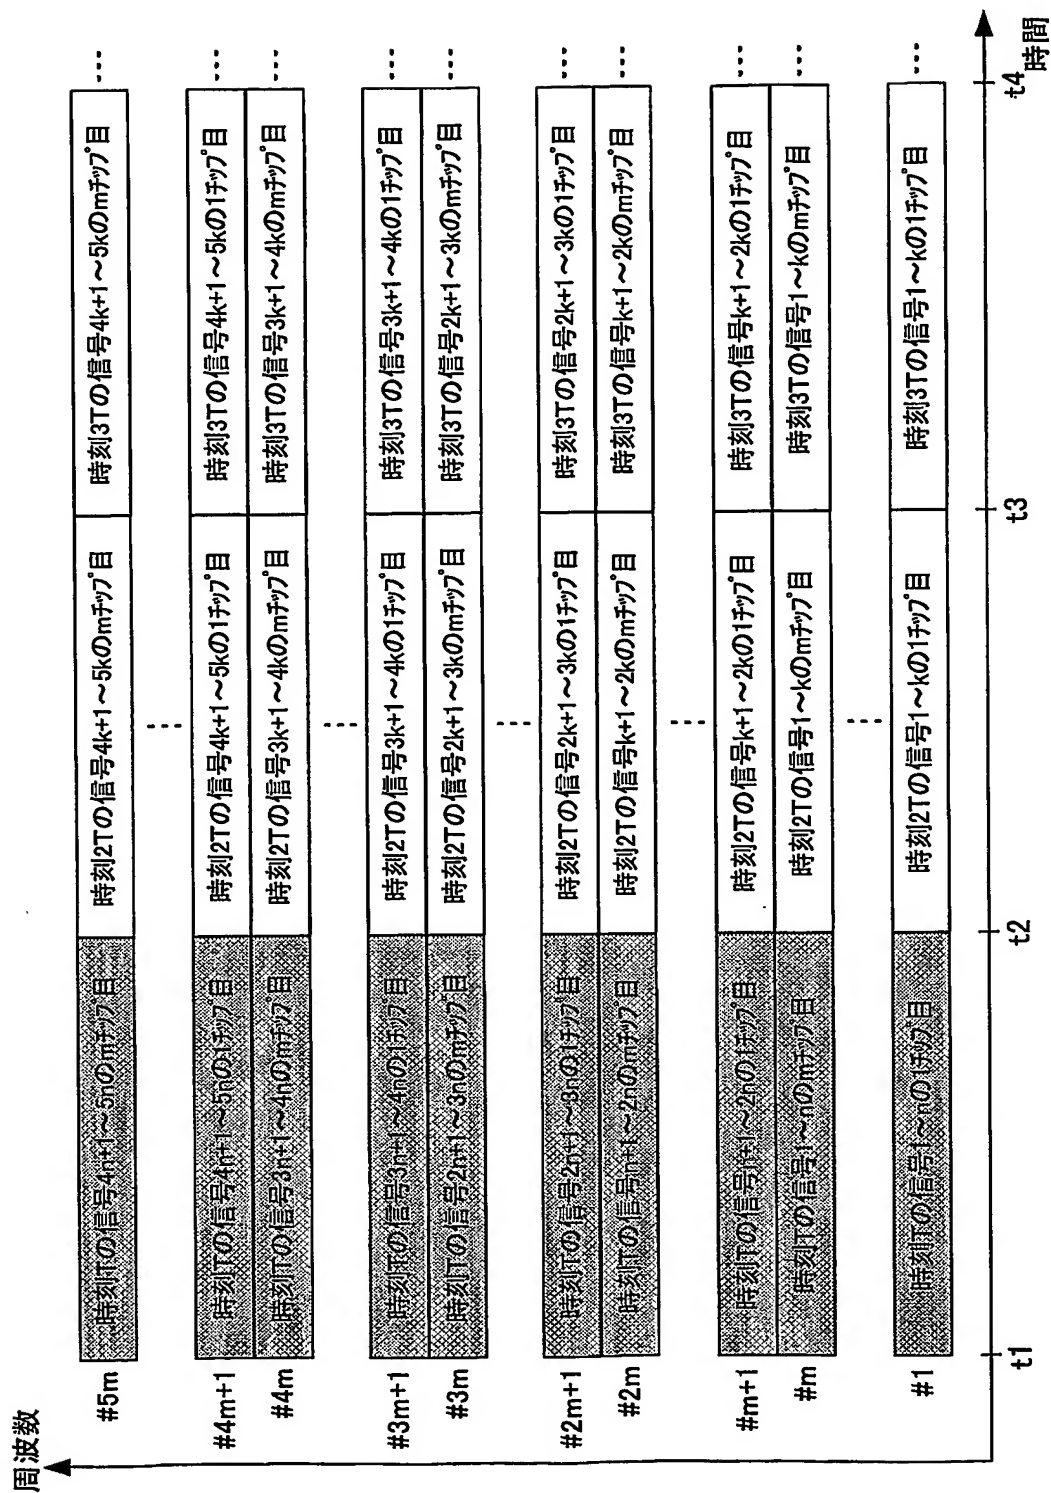 周波数
#5m 時刻Tの信号4n+1～5nのmチップ目 時刻2Tの信号4k+1～5kのmチップ目 時刻3Tの信号4k+1～5kのmチップ目 ...
#4m+1 時刻Tの信号4n+1～5nの1チップ目 時刻2Tの信号4k+1～5kの1チップ目 時刻3Tの信号4k+1～5kの1チップ目 ...
#4m 時刻Tの信号3n+1～4nのmチップ目 時刻2Tの信号3k+1～4kのmチップ目 時刻3Tの信号3k+1～4kのmチップ目 ...
#3m+1 時刻Tの信号3n+1～4nの1チップ目 時刻2Tの信号3k+1～4kの1チップ目 時刻3Tの信号3k+1～4kの1チップ目 ...
#3m 時刻Tの信号2n+1～3nのmチップ目 時刻2Tの信号2k+1～3kのmチップ目 時刻3Tの信号2k+1～3kのmチップ目 ...
#2m+1 時刻Tの信号2n+1～3nの1チップ目 時刻2Tの信号2k+1～3kの1チップ目 時刻3Tの信号2k+1～3kの1チップ目 ...
#2m 時刻Tの信号n+1～2nのmチップ目 時刻2Tの信号k+1～2kのmチップ目 時刻3Tの信号k+1～2kのmチップ目 ...
#m+1 時刻Tの信号n+1～2nの1チップ目 時刻2Tの信号k+1～2kの1チップ目 時刻3Tの信号k+1～2kの1チップ目 ...
#m 時刻Tの信号1～nのmチップ目 時刻2Tの信号1～kのmチップ目 時刻3Tの信号1～kのmチップ目 ...
#1 時刻Tの信号1～nの1チップ目 時刻2Tの信号1～kの1チップ目 時刻3Tの信号1～kの1チップ目 ...
t1 t2 t3 t4
時間